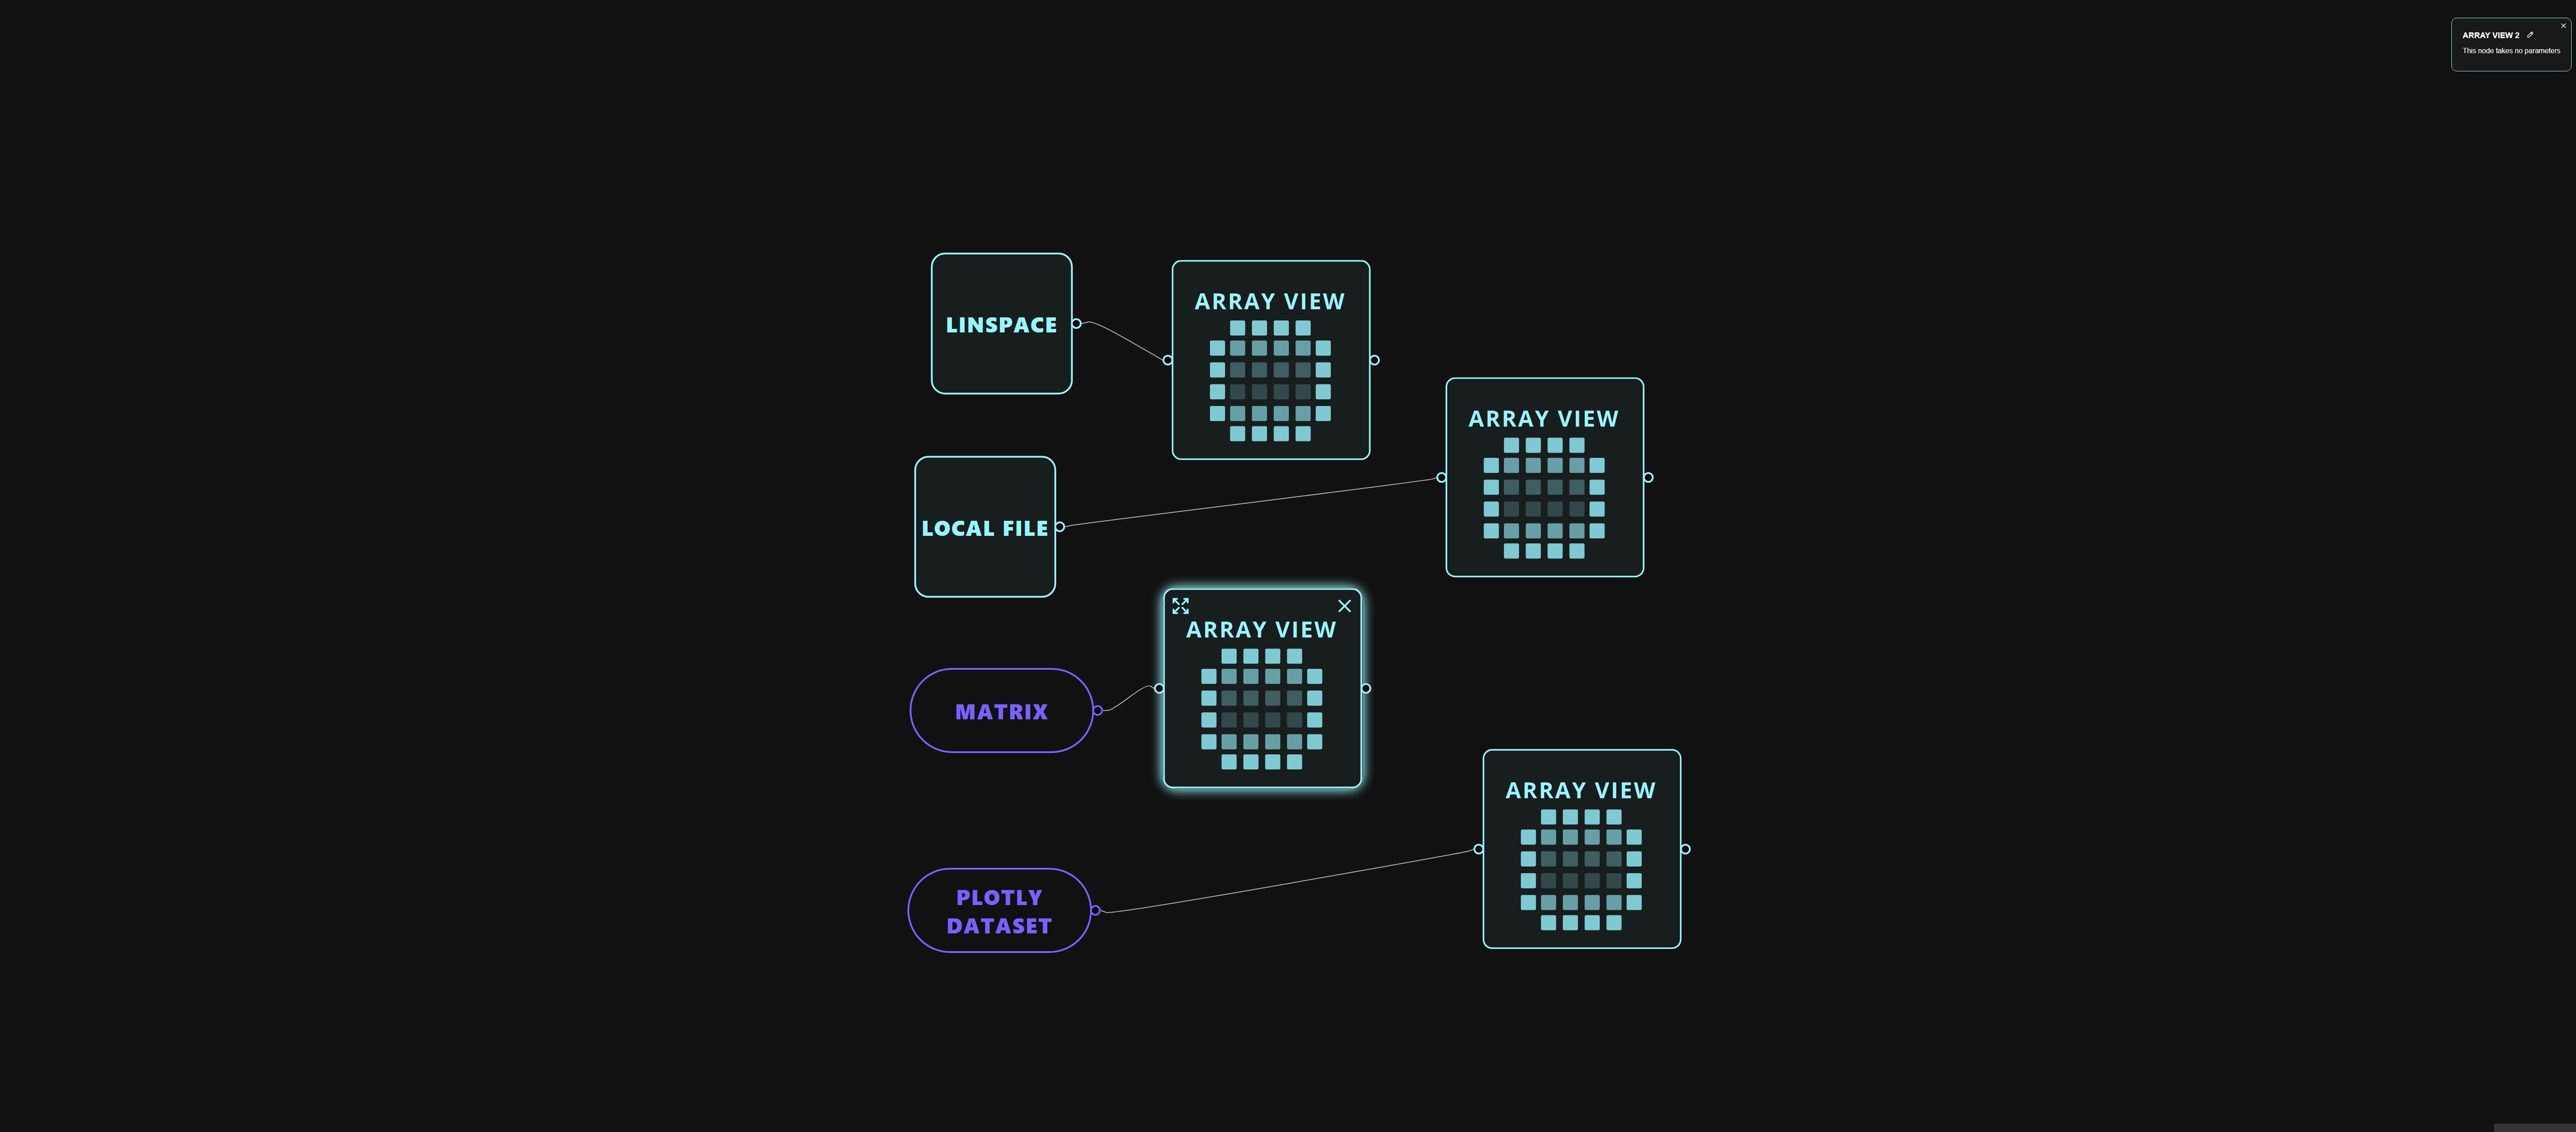 ARRAY VIEW 2
This node takes no parameters
LINSPACE
ARRAY VIEW
ARRAY VIEW
LOCAL FILE
ARRAY VIEW
MATRIX
ARRAY VIEW
PLOTLY
DATASET